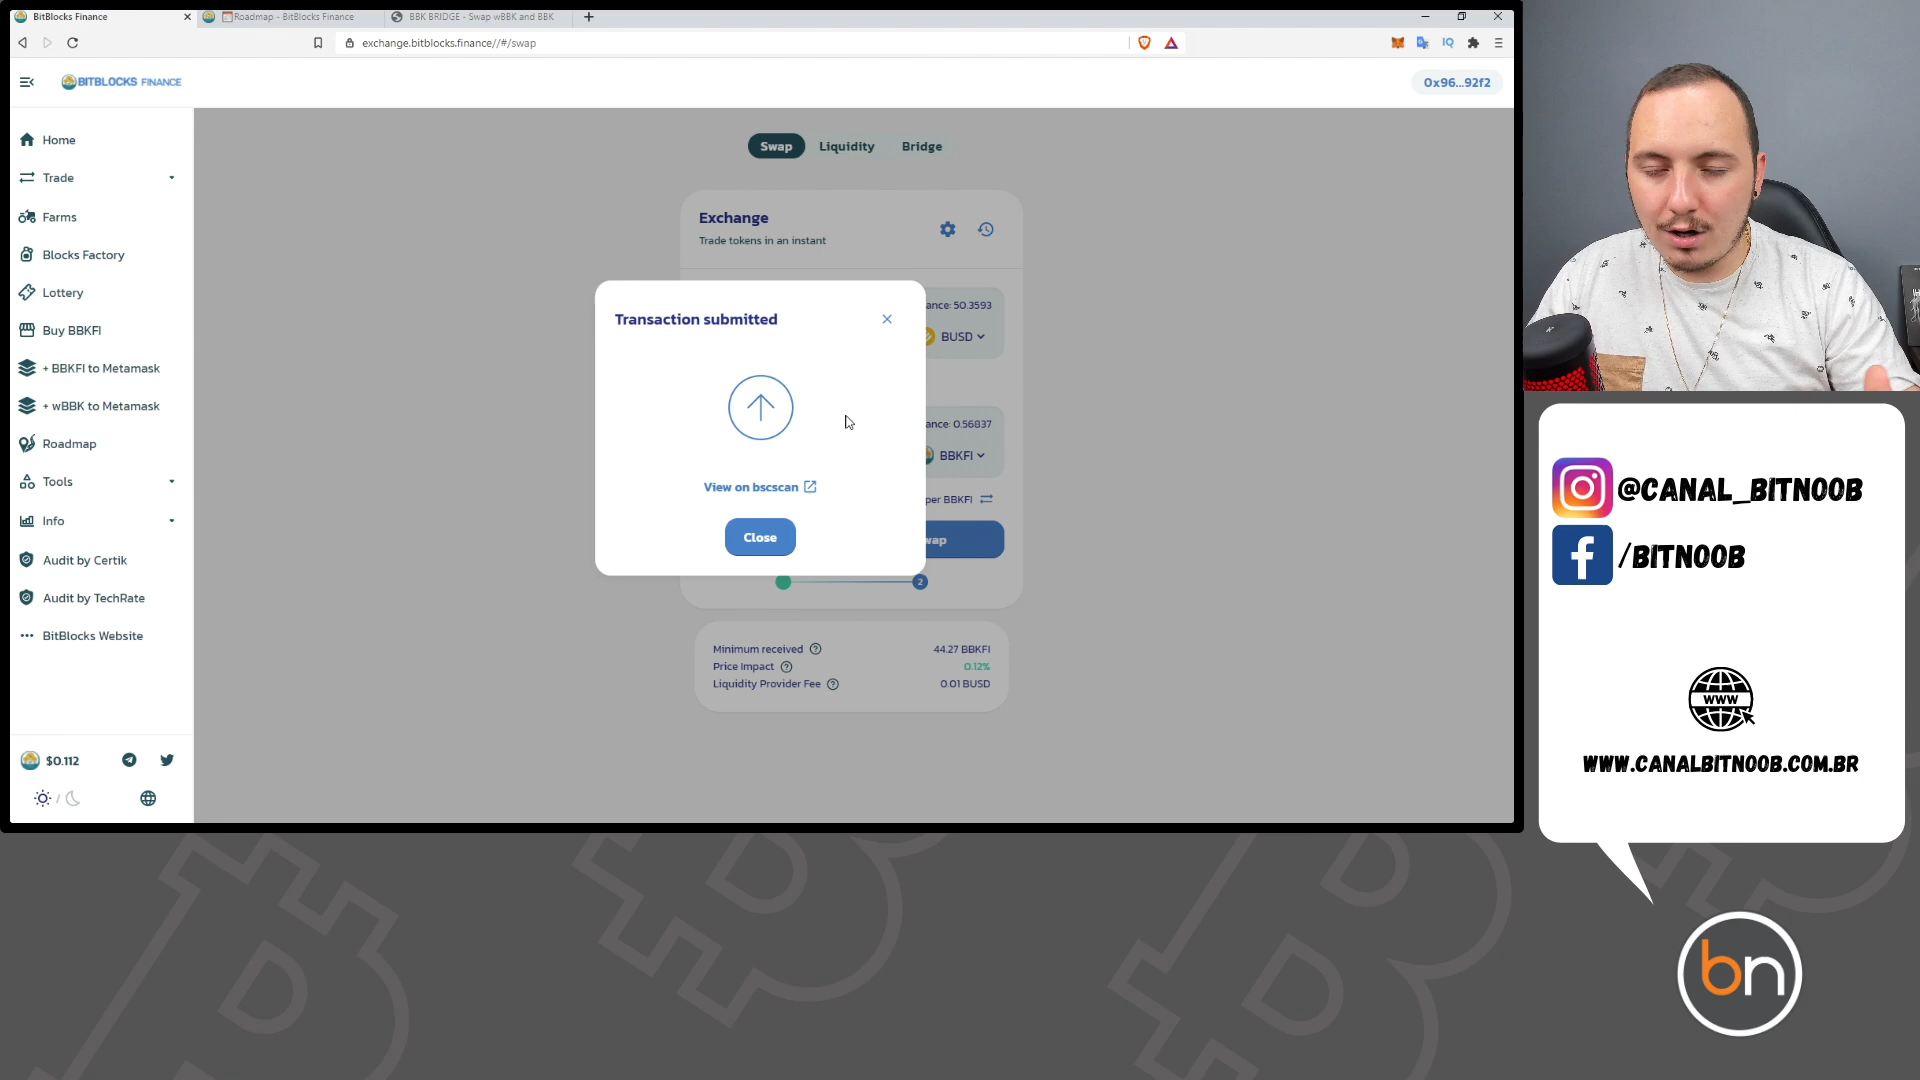 BitBlocks Finance
Roadmap - BitBlocks Finance
BBK BRIDGE - Swap wBBK and BBK
exchange.bitblocks.finance//#/swap
IQ
BITBLOCKS FINANCE
0x96...92f2
Home
Trade
Farms
Blocks Factory
Lottery
Buy BBKFI
+ BBKFI to Metamask
+ wBBK to Metamask
Roadmap
Tools
Info
Audit by Certik
Audit by TechRate
BitBlocks Website
$0.112
/
Swap
Liquidity
Bridge
Exchange
Trade tokens in an instant
ance: 50.3593
BUSD
ance: 0.56837
BBKFI
per BBKFI
wap
2
Transaction submitted
View on bscscan
Close
Minimum received ? 44.27 BBKFI
Price Impact ? 0.12%
Liquidity Provider Fee ? 0.01 BUSD
@CANAL_BITNOOB
/BITNOOB
WWW
WWW.CANALBITNOOB.COM.BR
bn